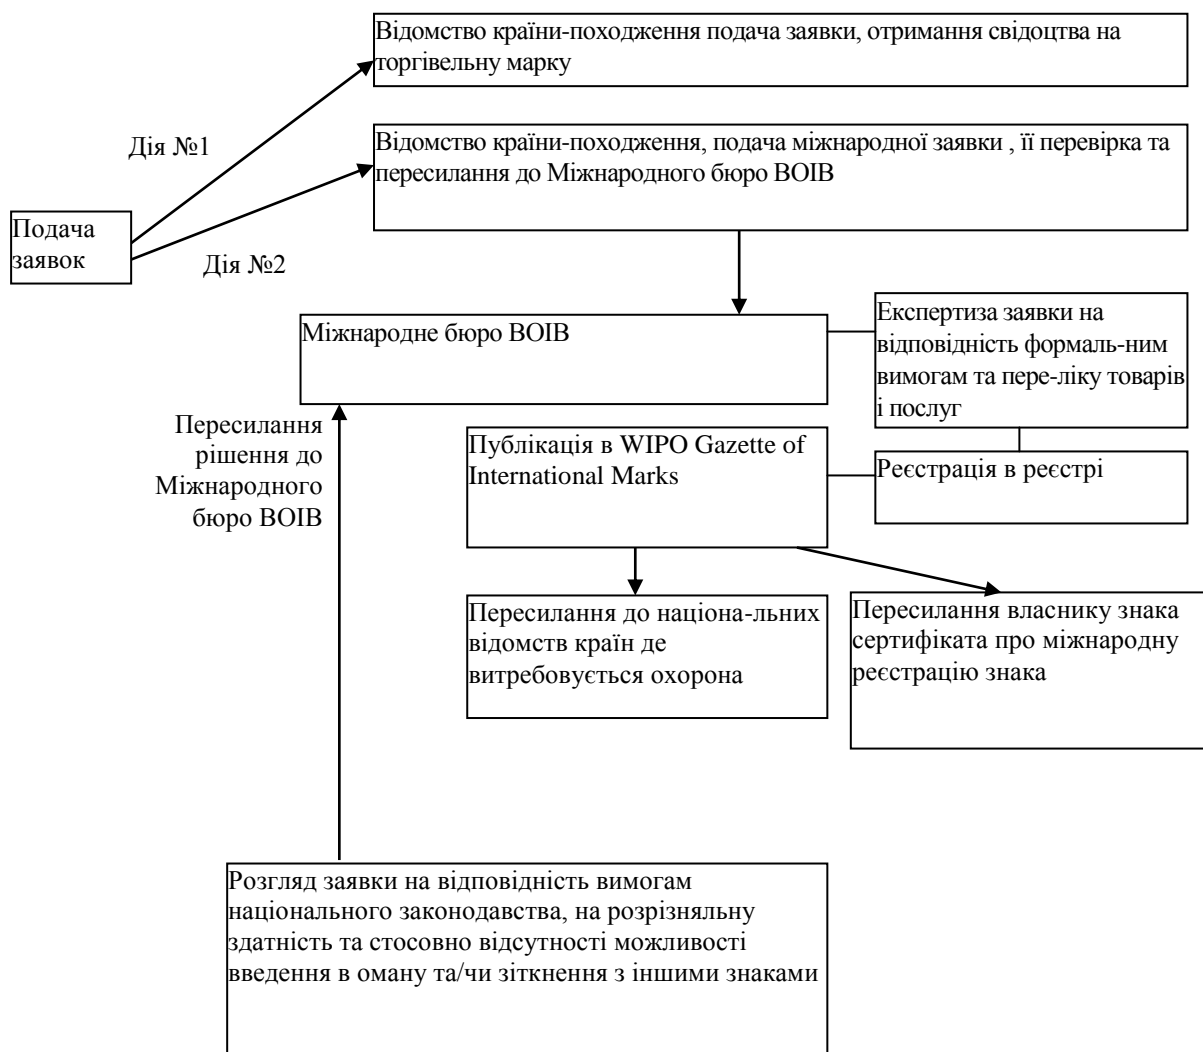 Відомство країни-походження подача заявки, отримання свідоцтва на
торгівельну марку
Дія №1
Відомство країни-походження, подача міжнародної заявки , її перевірка та
пересилання до Міжнародного бюро ВОІВ
Подача
заявок
Дія №2
Міжнародне бюро ВОІВ
Експертиза заявки на
відповідність формаль-ним
вимогам та пере-ліку товарів
і послуг
Пересилання
рішення до
Міжнародного
бюро ВОІВ
Публікація в WIPO Gazette of
International Marks
Реєстрація в реєстрі
Пересилання до націона-льних
відомств країн де
витребовується охорона
Пересилання власнику знака
сертифіката про міжнародну
реєстрацію знака
Розгляд заявки на відповідність вимогам
національного законодавства, на розрізняльну
здатність та стосовно відсутності можливості
введення в оману та/чи зіткнення з іншими знаками